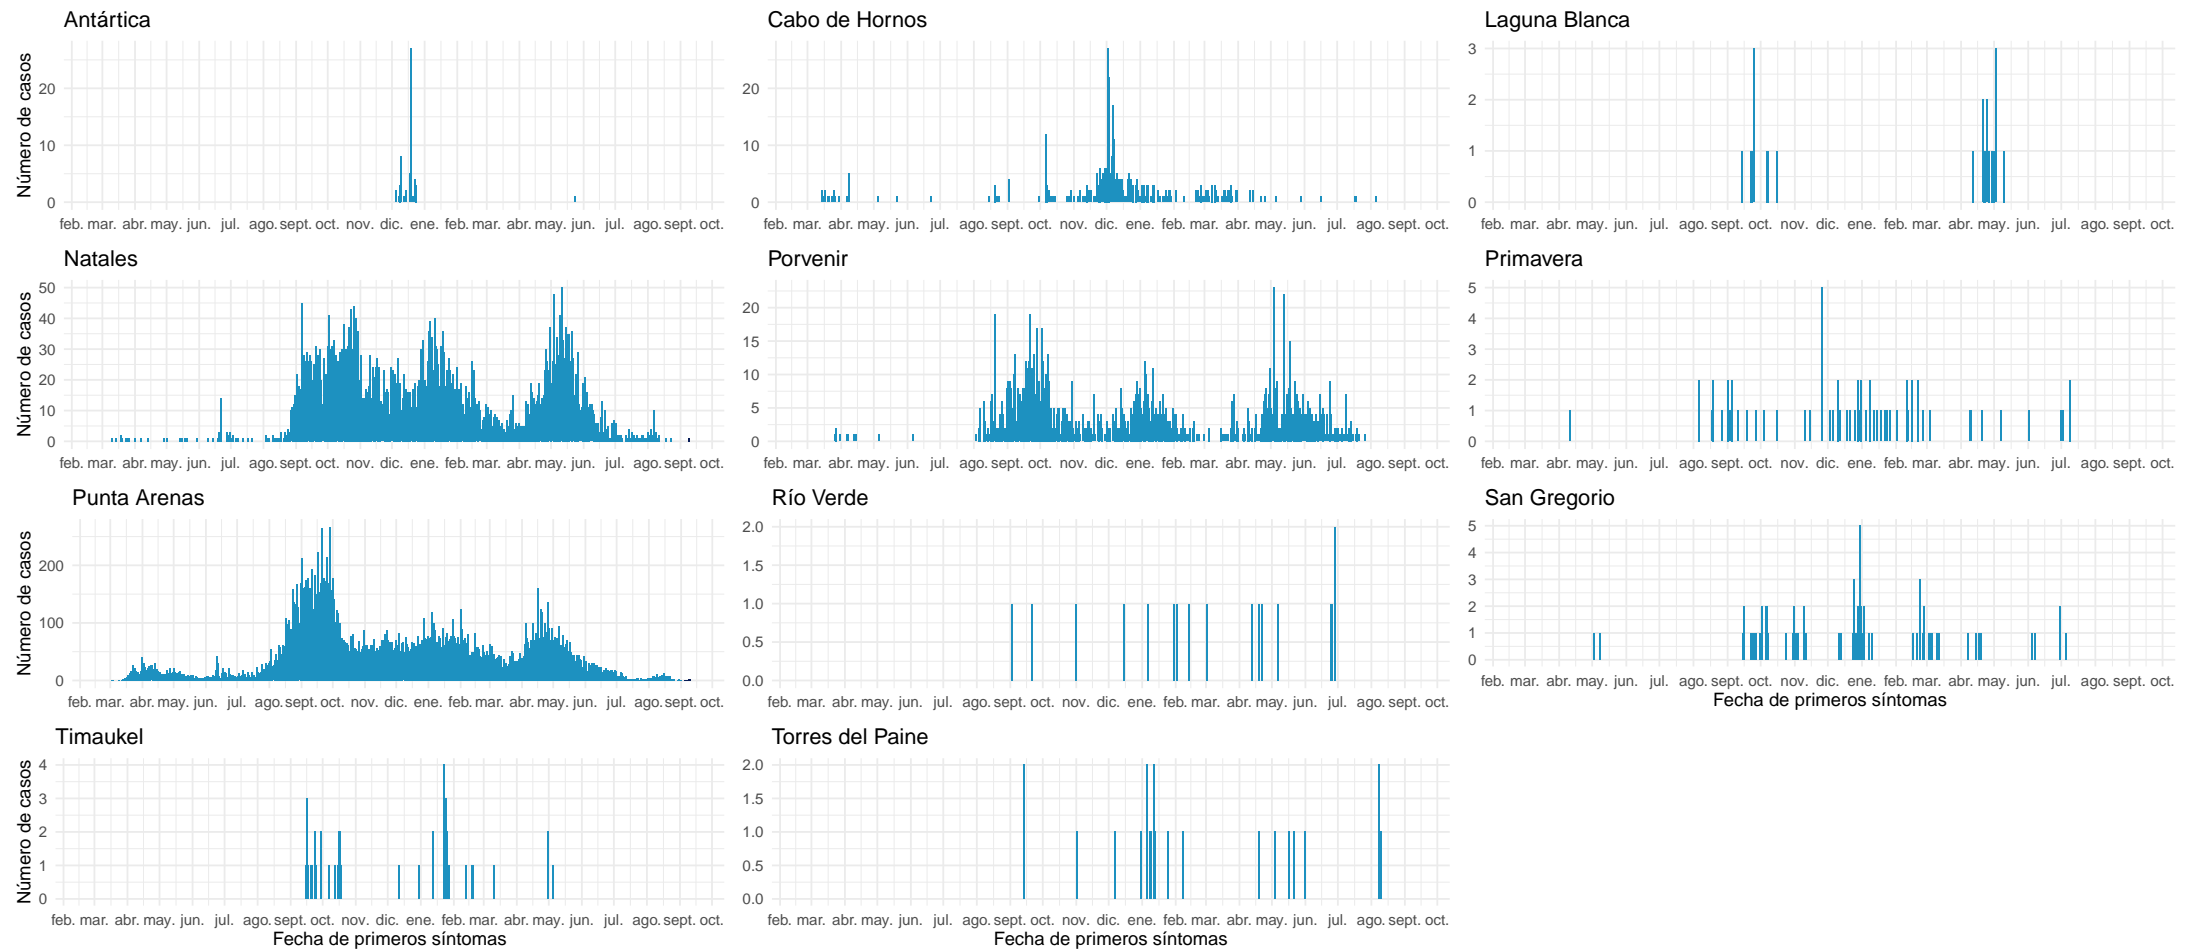 Antártica
Número de casos
20
10
0
feb. mar. abr. may. jun. jul. ago. sept. oct. nov. dic. ene. feb. mar. abr. may. jun. jul. ago. sept. oct.
Cabo de Hornos
20
10
0
feb. mar. abr. may. jun. jul. ago. sept. oct. nov. dic. ene. feb. mar. abr. may. jun. jul. ago. sept. oct.
Laguna Blanca
3
2
1
0
feb. mar. abr. may. jun. jul. ago. sept. oct. nov. dic. ene. feb. mar. abr. may. jun. jul. ago. sept. oct.
Natales
Número de casos
50
40
30
20
10
0
feb. mar. abr. may. jun. jul. ago. sept. oct. nov. dic. ene. feb. mar. abr. may. jun. jul. ago. sept. oct.
Porvenir
20
15
10
5
0
feb. mar. abr. may. jun. jul. ago. sept. oct. nov. dic. ene. feb. mar. abr. may. jun. jul. ago. sept. oct.
Primavera
5
4
3
2
1
0
feb. mar. abr. may. jun. jul. ago. sept. oct. nov. dic. ene. feb. mar. abr. may. jun. jul. ago. sept. oct.
Punta Arenas
Número de casos
200
100
0
feb. mar. abr. may. jun. jul. ago. sept. oct. nov. dic. ene. feb. mar. abr. may. jun. jul. ago. sept. oct.
Río Verde
2.0
1.5
1.0
0.5
0.0
feb. mar. abr. may. jun. jul. ago. sept. oct. nov. dic. ene. feb. mar. abr. may. jun. jul. ago. sept. oct.
San Gregorio
5
4
3
2
1
0
feb. mar. abr. may. jun. jul. ago. sept. oct. nov. dic. ene. feb. mar. abr. may. jun. jul. ago. sept. oct.
Fecha de primeros síntomas
Timaukel
Número de casos
4
3
2
1
0
feb. mar. abr. may. jun. jul. ago. sept. oct. nov. dic. ene. feb. mar. abr. may. jun. jul. ago. sept. oct.
Fecha de primeros síntomas
Torres del Paine
2.0
1.5
1.0
0.5
0.0
feb. mar. abr. may. jun. jul. ago. sept. oct. nov. dic. ene. feb. mar. abr. may. jun. jul. ago. sept. oct.
Fecha de primeros síntomas